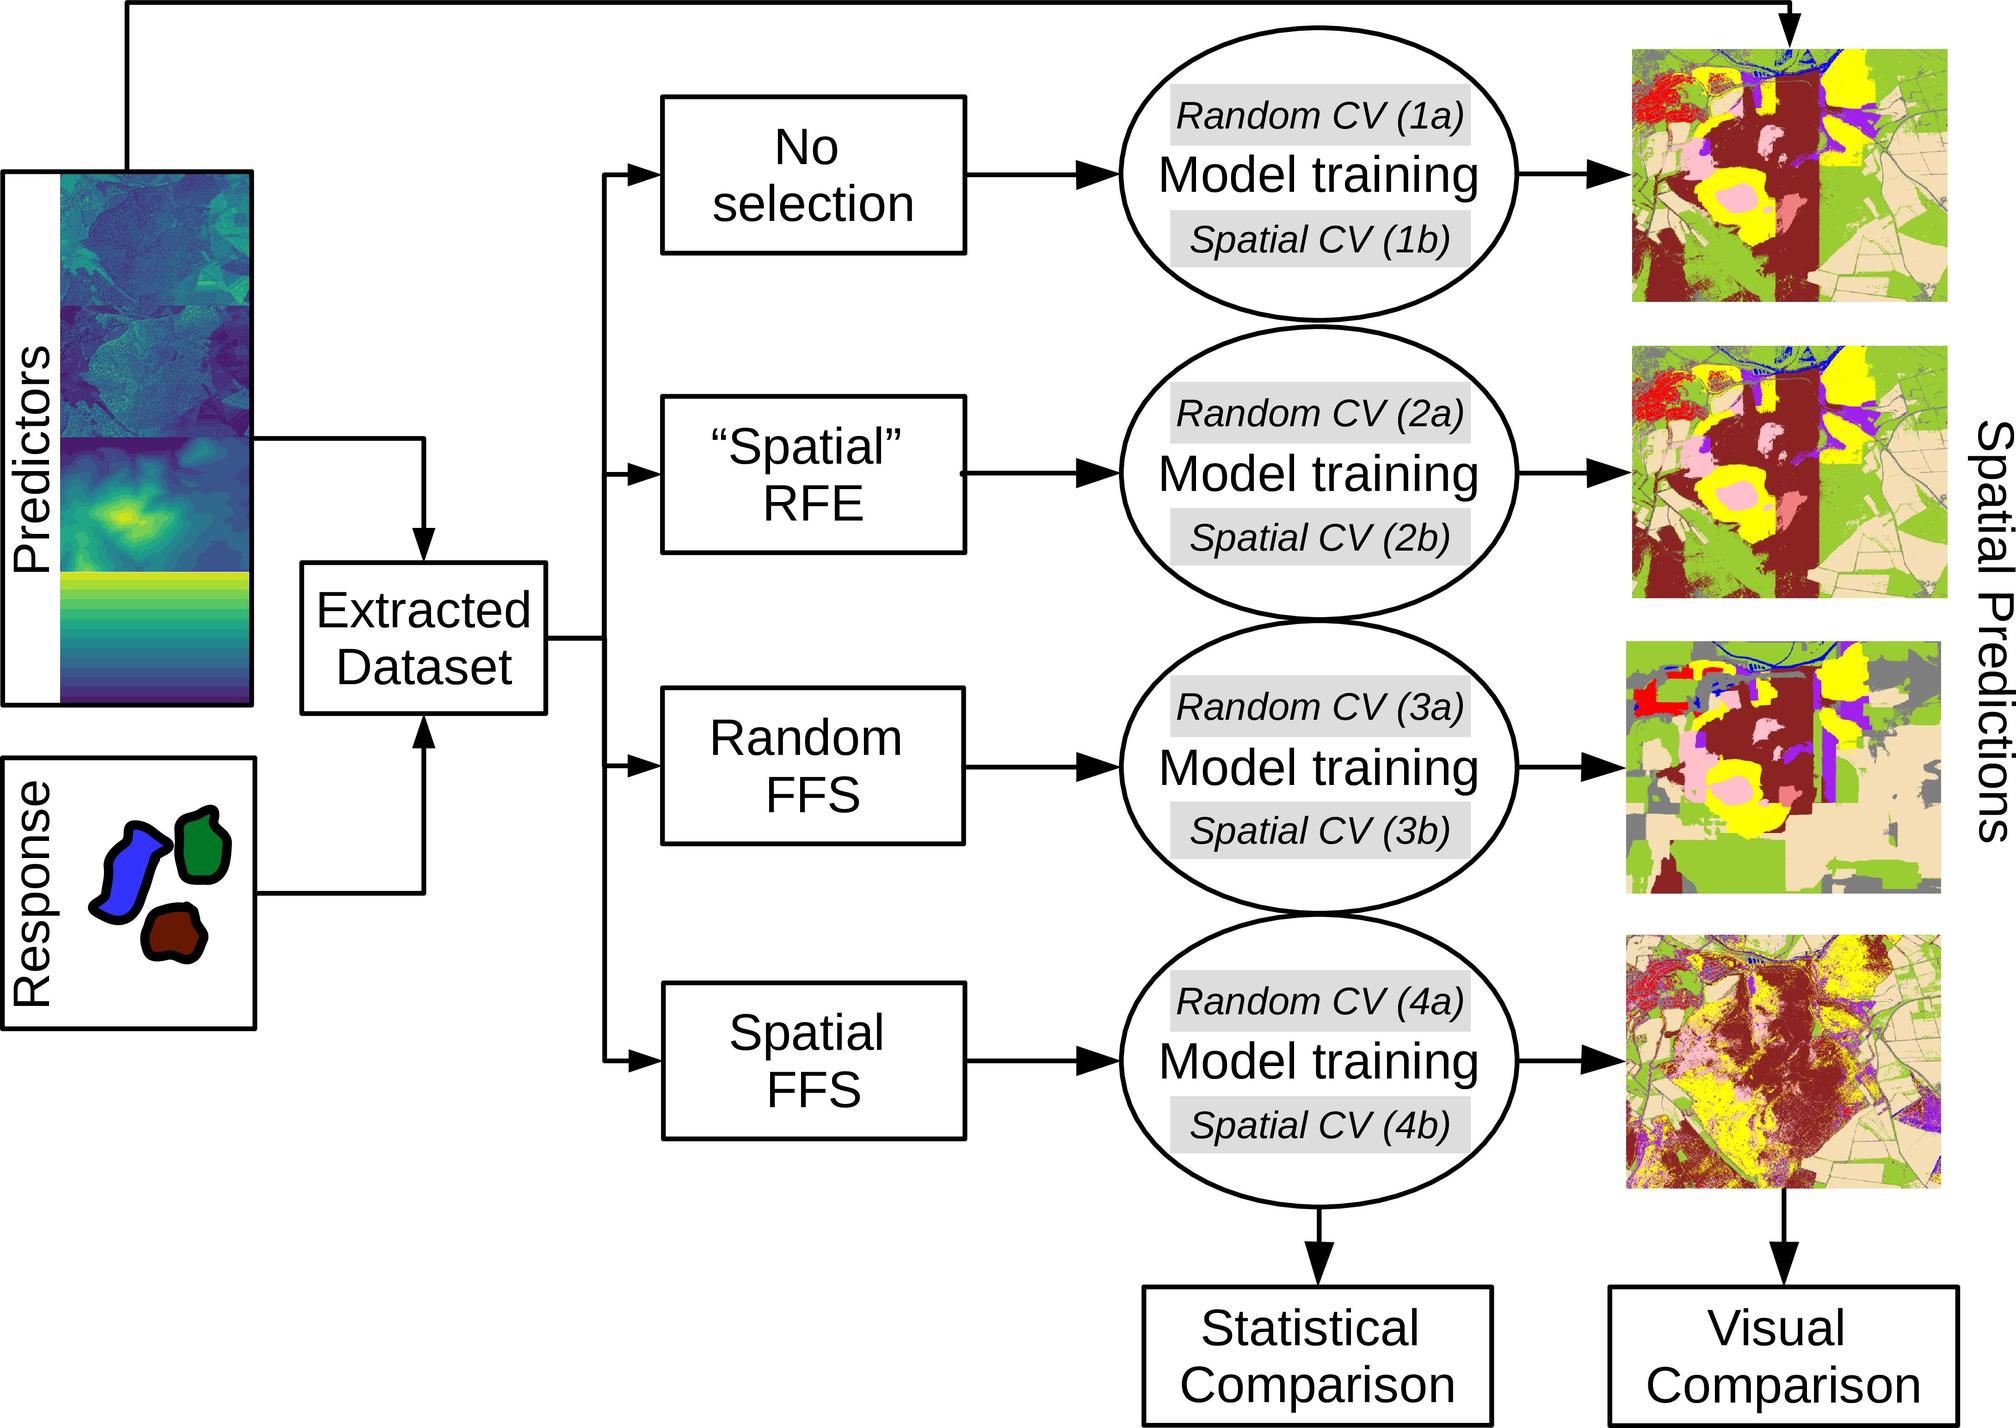 Predictors
Response
Extracted
Dataset
No
selection
“Spatial”
RFE
Random
FFS
Spatial
FFS
Random CV (1a)
Model training
Spatial CV (1b)
Random CV (2a)
Model training
Spatial CV (2b)
Random CV (3a)
Model training
Spatial CV (3b)
Random CV (4a)
Model training
Spatial CV (4b)
Spatial Predictions
Statistical
Comparison
Visual
Comparison